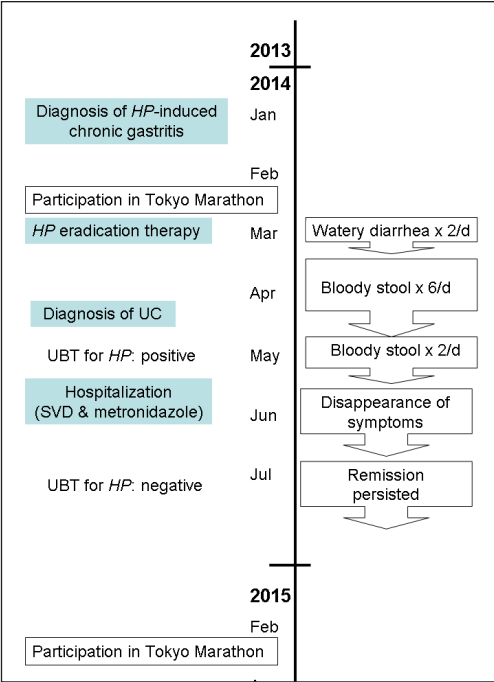 2013
2014
Diagnosis of HP-induced
chronic gastritis
Jan
Feb
Participation in Tokyo Marathon
HP eradication therapy
Mar
Watery diarrhea x 2/d
Apr
Bloody stool x 6/d
Diagnosis of UC
UBT for HP: positive
May
Bloody stool x 2/d
Hospitalization
(SVD & metronidazole)
Jun
Disappearance of
symptoms
Jul
UBT for HP: negative
Remission
persisted
2015
Feb
Participation in Tokyo Marathon